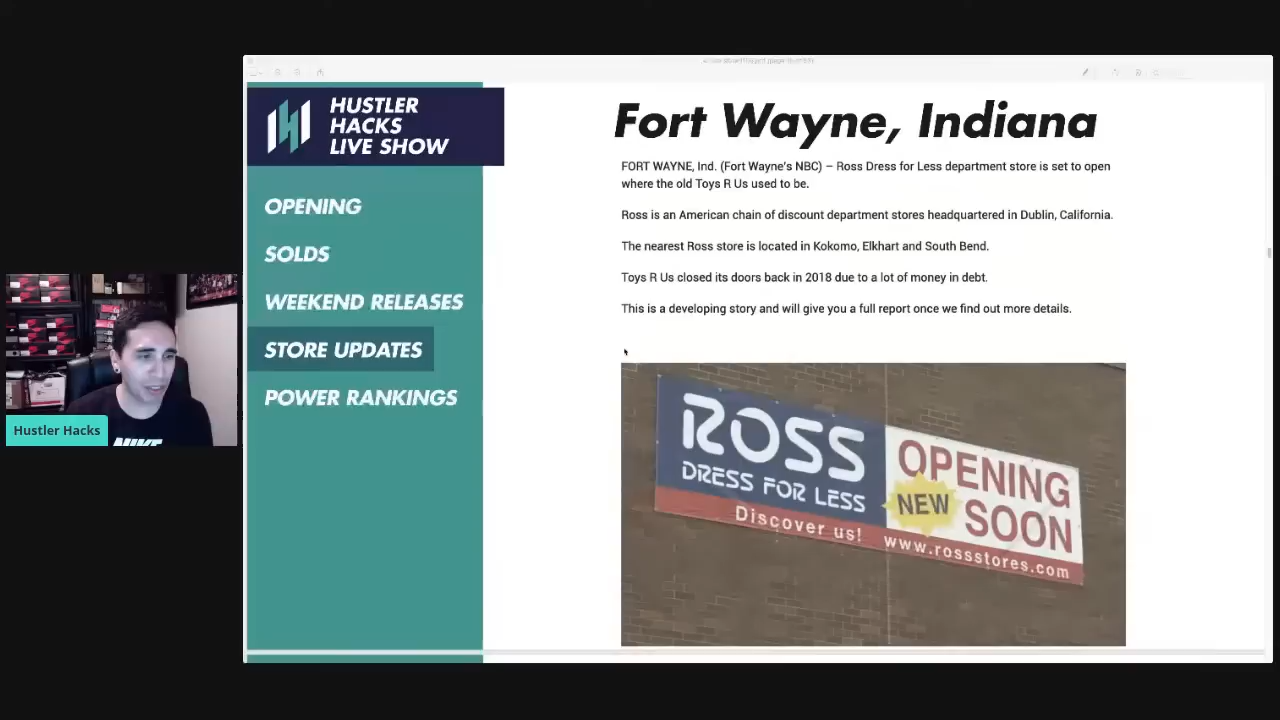 HUSTLER
HACKS
LIVE SHOW
OPENING
SOLDS
WEEKEND RELEASES
STORE UPDATES
POWER RANKINGS
Hustler Hacks
NIKE
Fort Wayne, Indiana
FORT WAYNE, Ind. (Fort Wayne's NBC) – Ross Dress for Less department store is set to open
where the old Toys R Us used to be.
Ross is an American chain of discount department stores headquartered in Dublin, California.
The nearest Ross store is located in Kokomo, Elkhart and South Bend.
Toys R Us closed its doors back in 2018 due to a lot of money in debt.
This is a developing story and will give you a full report once we find out more details.
ROSS
DRESS FOR LESS
Discover us!
OPENING
NEW SOON
www.rossstores.com